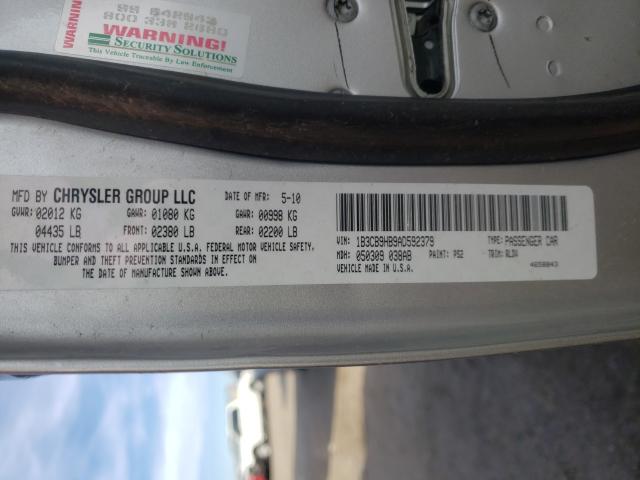 WARNING!
SECURITY SOLUTIONS
This Vehicle Traceable By Law Enforcement
MFD BY CHRYSLER GROUP LLC DATE OF MFR: 5-10
GVWR: 02012 KG GAWR: 01080 KG GAWR: 00998 KG
04435 LB FRONT: 02380 LB REAR: 02200 LB
THIS VEHICLE CONFORMS TO ALL APPLICABLE U.S.A. FEDERAL MOTOR VEHICLE SAFETY,
BUMPER AND THEFT PREVENTION STANDARDS IN EFFECT ON
THE DATE OF MANUFACTURE SHOWN ABOVE.
VIN: 1B3CB9HB9AD592379 TYPE: PASSENGER CAR
MDH: 050309 038AB PAINT: PS2 TRIM: RLDV
VEHICLE MADE IN U.S.A.